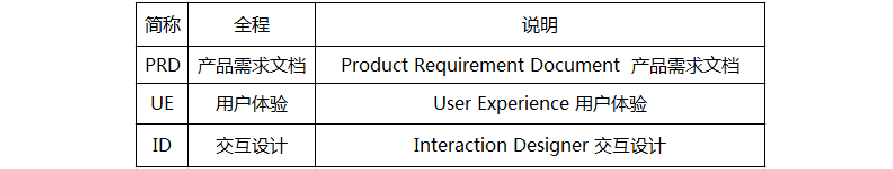 简称 全程 说明
PRD 产品需求文档 Product Requirement Document 产品需求文档
UE 用户体验 User Experience 用户体验
ID 交互设计 Interaction Designer 交互设计